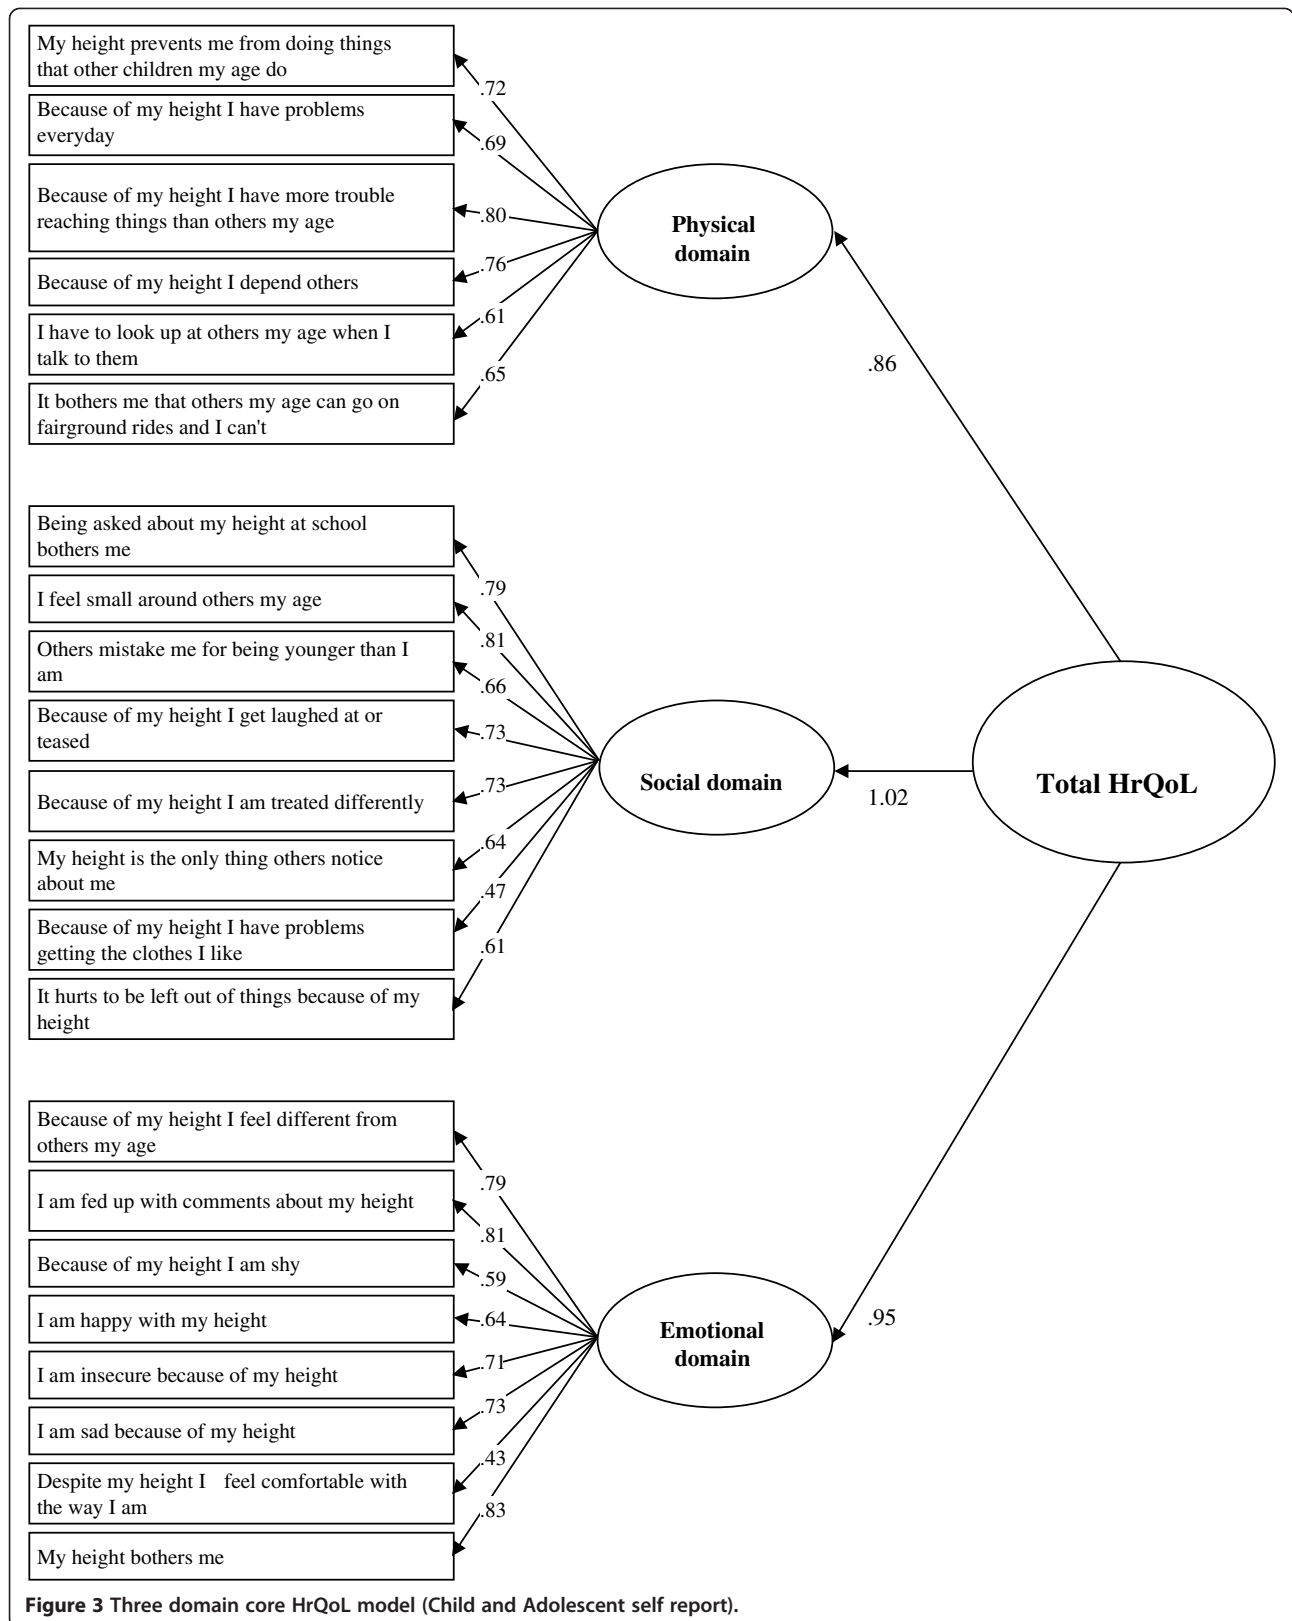 My height prevents me from doing things
that other children my age do
.72
Because of my height I have problems
everyday
.69
Because of my height I have more trouble
reaching things than others my age
.80
Because of my height I depend others
.76
I have to look up at others my age when I
talk to them
.61
It bothers me that others my age can go on
fairground rides and I can't
.65
Physical
domain
.86
Being asked about my height at school
bothers me
.79
I feel small around others my age
.81
Others mistake me for being younger than I
am
.66
Because of my height I get laughed at or
teased
.73
Because of my height I am treated differently
.73
My height is the only thing others notice
about me
.64
Because of my height I have problems
getting the clothes I like
.47
It hurts to be left out of things because of my
height
.61
Social domain
1.02
Total HrQoL
Because of my height I feel different from
others my age
.79
I am fed up with comments about my height
.81
Because of my height I am shy
.59
I am happy with my height
.64
I am insecure because of my height
.71
I am sad because of my height
.73
Despite my height I feel comfortable with
the way I am
.43
My height bothers me
.83
Emotional
domain
.95
Figure 3 Three domain core HrQoL model (Child and Adolescent self report).